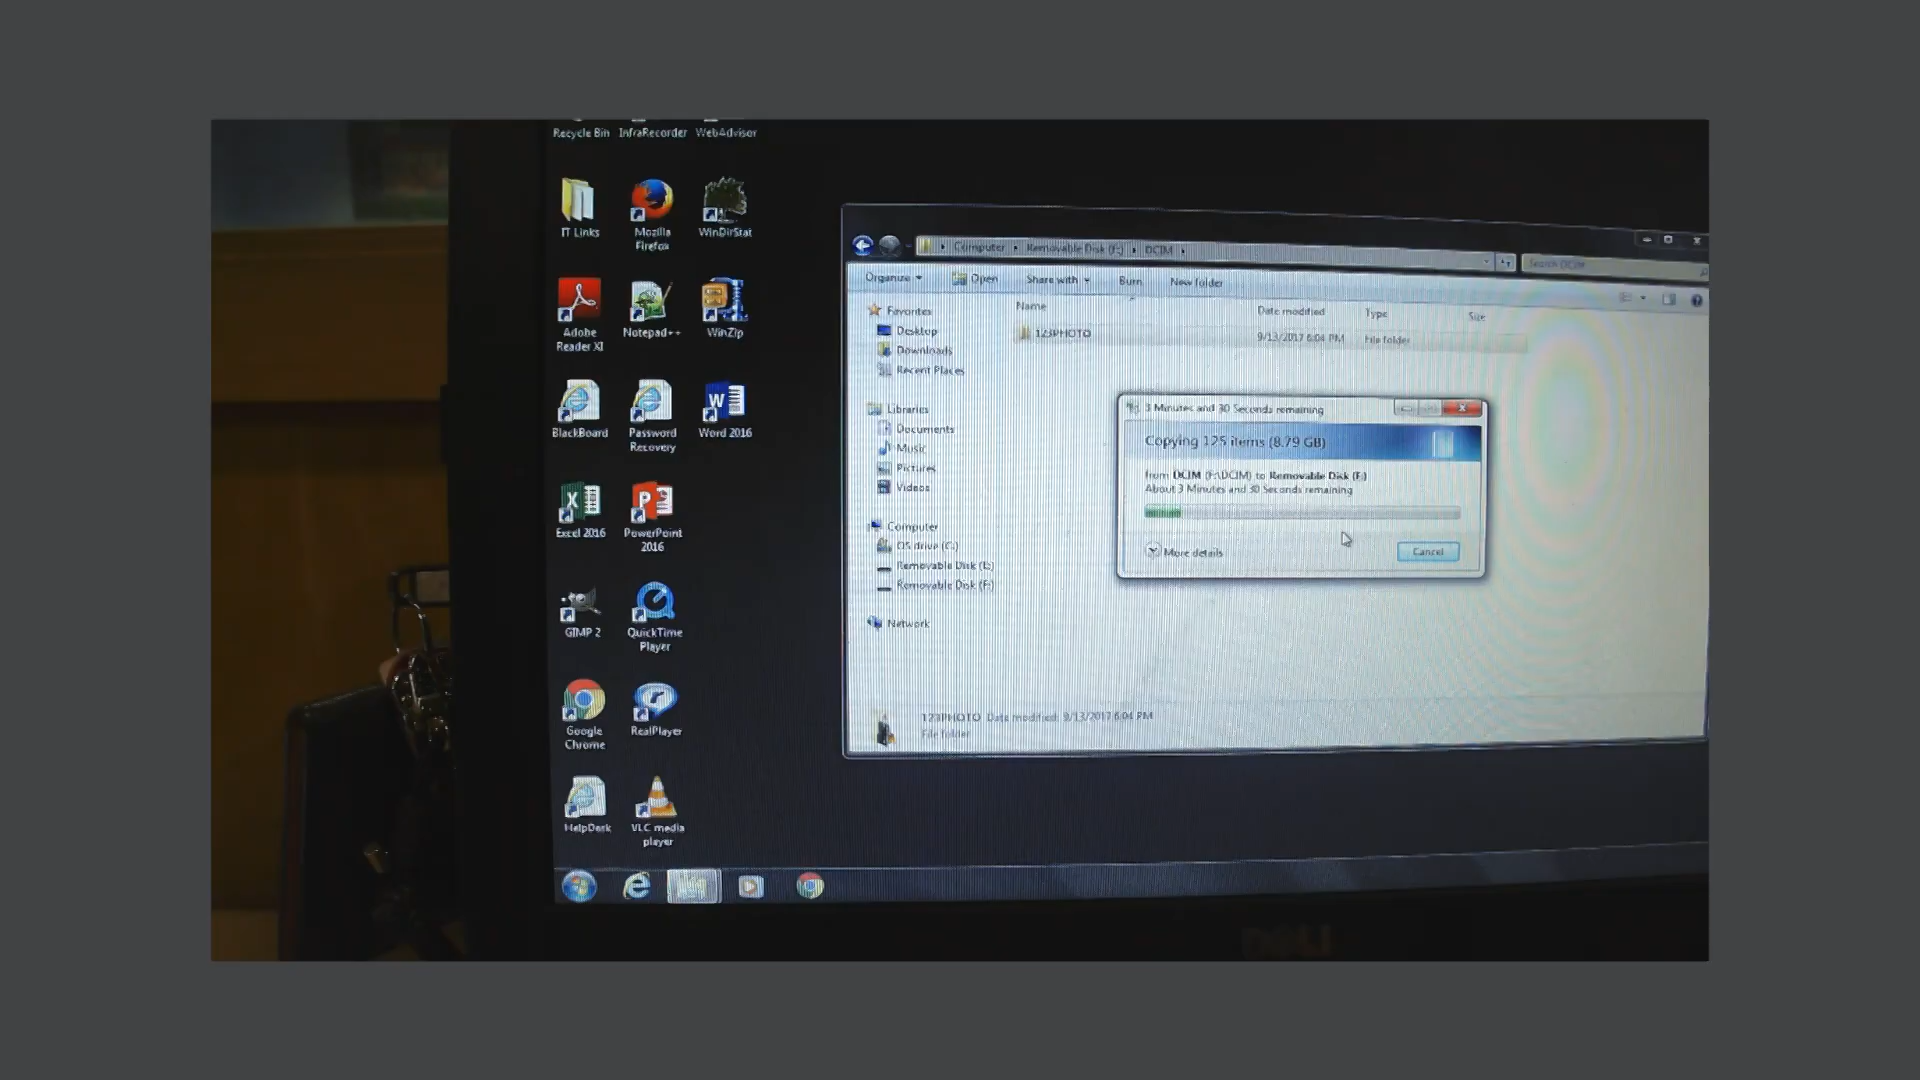 Recycle Bin
InfraRecorder
WebAdvisor
IT Links
Mozilla
Firefox
WinDirStat
Adobe
Reader XI
Notepad++
WinZip
BlackBoard
Password
Recovery
Word 2016
Excel 2016
PowerPoint
2016
GIMP 2
QuickTime
Player
Google
Chrome
RealPlayer
HelpDesk
VLC media
player
Computer
Removable Disk
DCIM
Search DCIM
Organize
Open
Share with
Burn
New folder
Name
Date modified
Type
Size
123PHOTO
9/13/2017 6:04 PM
File folder
Favorites
Desktop
Downloads
Recent Places
Libraries
Documents
Music
Pictures
Videos
Computer
OS drive (C:)
Removable Disk (E:)
Removable Disk (F:)
Network
3 Minutes and 30 Seconds remaining
Copying 125 items (8.79 GB)
from DCIM (F:\DCIM) to Removable Disk (F:)
About 3 Minutes and 30 Seconds remaining
More details
Cancel
123PHOTO Date modified: 9/13/2017 6:04 PM
File folder
DELL